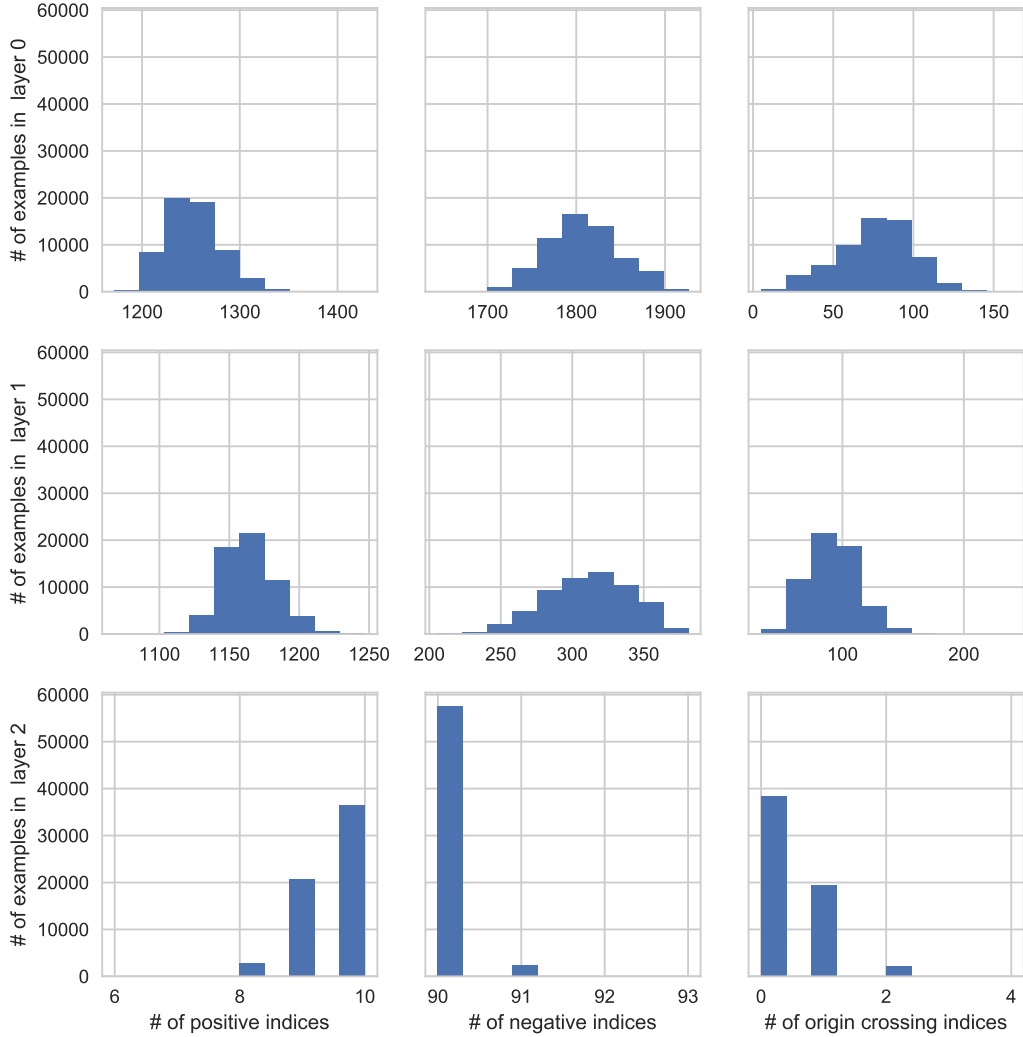 60000
50000
40000
30000
20000
10000
0
# of examples in  layer 0
1200 1300 1400
1700 1800 1900
0 50 100 150
60000
50000
40000
30000
20000
10000
0
# of examples in  layer 1
1100 1150 1200 1250
200 250 300 350
100 200
60000
50000
40000
30000
20000
10000
0
# of examples in  layer 2
6 8 10
90 91 92 93
0 2 4
# of positive indices
# of negative indices
# of origin crossing indices